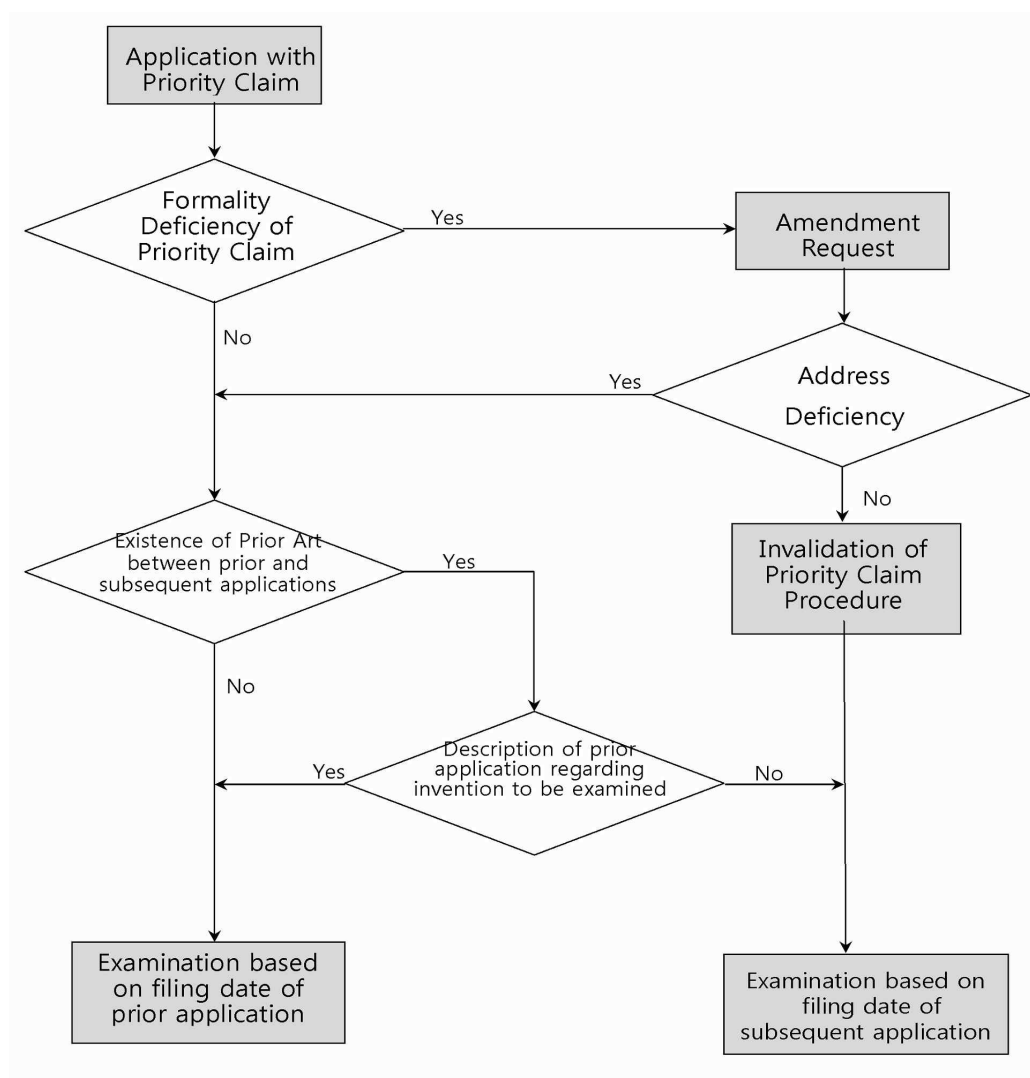 Application with
Priority Claim
Formality
Deficiency of
Priority Claim
Yes
Amendment
Request
No
Yes
Address
Deficiency
No
Existence of Prior Art
between prior and
subsequent applications
Yes
Invalidation of
Priority Claim
Procedure
No
Description of prior
application regarding
invention to be examined
Yes
No
Examination based
on filing date of
prior application
Examination based on
filing date of
subsequent application